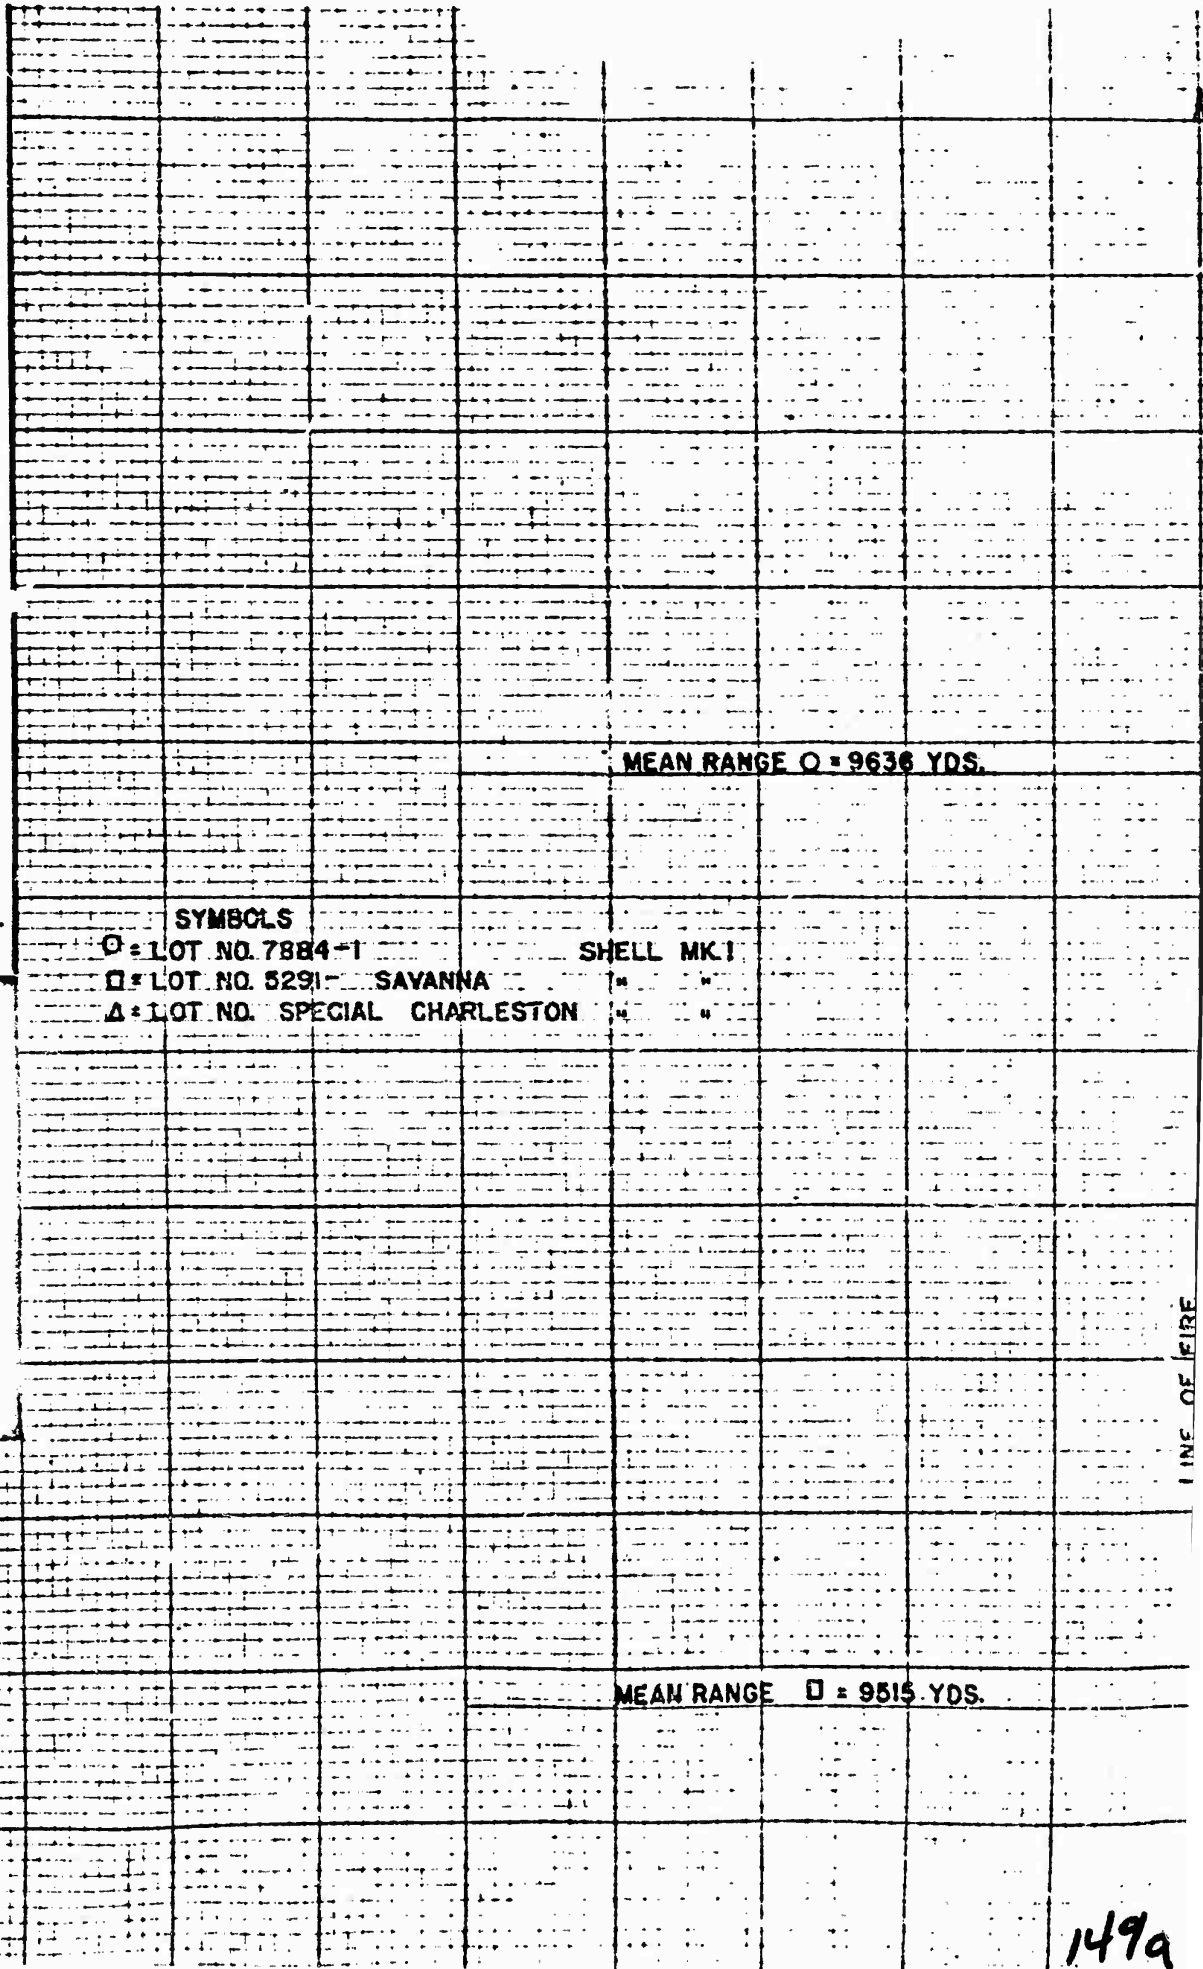 MEAN RANGE O = 9636 YDS.
SYMBOLS
O = LOT NO. 7884-1 SHELL MK.I
□ = LOT NO. 5291- SAVANNA " "
Δ = LOT NO. SPECIAL CHARLESTON " "
LINE OF FIRE
MEAN RANGE □ = 9515 YDS.
149a